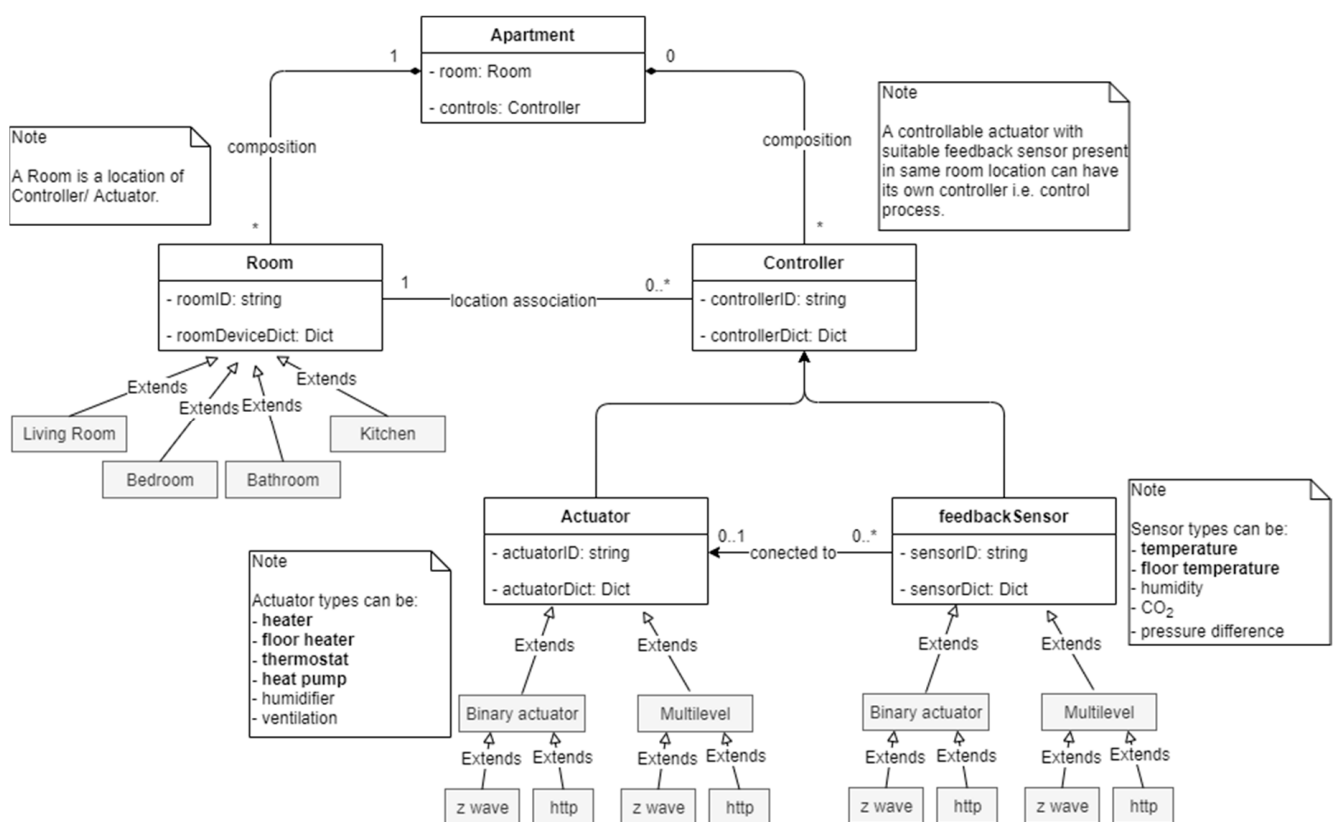 Apartment
- room: Room
- controls: Controller
1
0
composition
composition
*
*
Note
A Room is a location of
Controller/ Actuator.
Note
A controllable actuator with
suitable feedback sensor present
in same room location can have
its own controller i.e. control
process.
Room
- roomID: string
- roomDeviceDict: Dict
1
location association
0..*
Controller
- controllerID: string
- controllerDict: Dict
Extends
Extends
Extends
Extends
Living Room
Bedroom
Bathroom
Kitchen
Note
Actuator types can be:
- heater
- floor heater
- thermostat
- heat pump
- humidifier
- ventilation
Actuator
- actuatorID: string
- actuatorDict: Dict
0..1
conected to
0..*
feedbackSensor
- sensorID: string
- sensorDict: Dict
Note
Sensor types can be:
- temperature
- floor temperature
- humidity
- CO2
- pressure difference
Extends
Extends
Extends
Extends
Binary actuator
Multilevel
Binary actuator
Multilevel
Extends
Extends
Extends
Extends
Extends
Extends
Extends
Extends
z wave
http
z wave
http
z wave
http
z wave
http